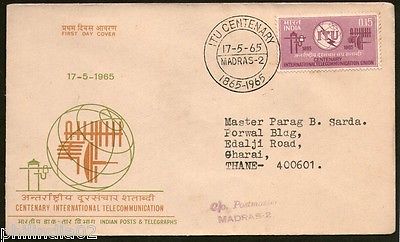 प्रथम दिवस आवरण
FIRST DAY COVER
17-5-1965
ITU CENTENARY
17-5-65
MADRAS-2
1865-1965
भारत INDIA
0.15
ITU
1865 1965
CENTENARY
INTERNATIONAL TELECOMMUNICATION UNION
Master Parag B. Sarda.
Porwal Bldg,
Edalji Road,
Gharai,
THANE- 400601.
अन्तर्राष्ट्रीय दूरसंचार शताब्दी
CENTENARY INTERNATIONAL TELECOMMUNICATION
भारतीय डाक-तार विभाग INDIAN POSTS & TELEGRAPHS
C/o. Postmaster
MADRAS-2
philindia02